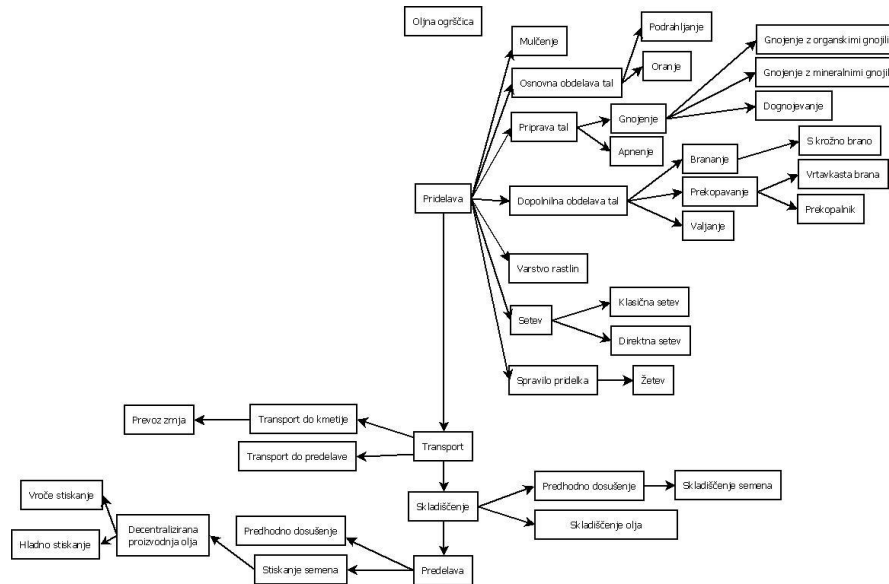 Oljna ogrščica
Mulčenje
Podrahljanje
Osnovna obdelava tal
Oranje
Gnojenje z organskimi gnojili
Gnojenje z mineralnimi gnojil
Dognojevanje
Priprava tal
Gnojenje
Apnenje
Pridelava
Dopolnilna obdelava tal
Brananje
S krožno brano
Prekopavanje
Vrtavkasta brana
Prekopalnik
Valjanje
Varstvo rastlin
Setev
Klasična setev
Direktna setev
Spravilo pridelka
Žetev
Prevoz zrnja
Transport do kmetije
Transport
Transport do predelave
Skladiščenje
Predhodno dosušenje
Skladiščenje semena
Skladiščenje olja
Vroče stiskanje
Hladno stiskanje
Decentralizirana
proizvodnja olja
Predhodno dosušenje
Stiskanje semena
Predelava